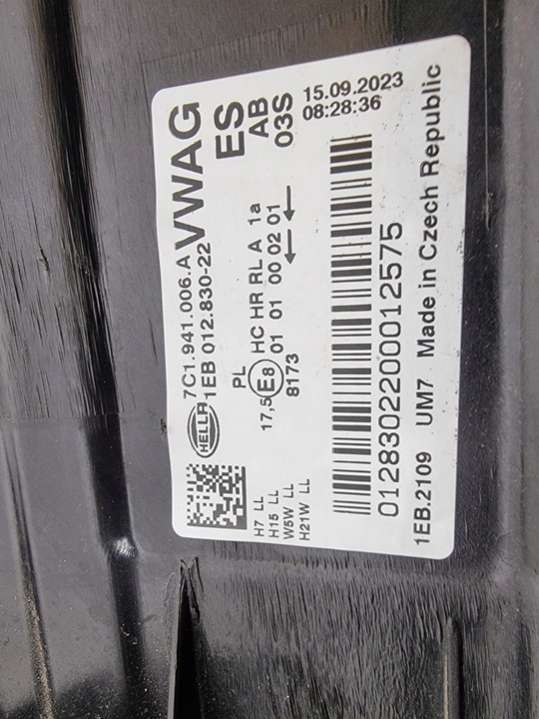 7C1.941.006.A VWAG
HELLA 1EB 012.830-22 ES
AB
03S
15.09.2023
08:28:36
PL
17,5 E8 HC HR RL A 1a
01 01 00 02 01
8173
H7 LL
H15 LL
W5W LL
H21W LL
01283022000012575
1EB.2109 UM7 Made in Czech Republic